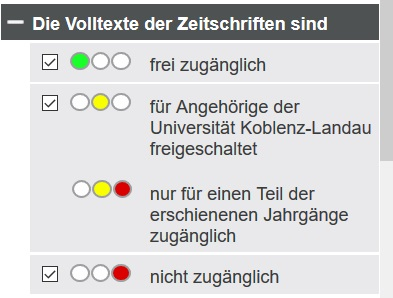 Die Volltexte der Zeitschriften sind
frei zugänglich
für Angehörige der
Universität Koblenz-Landau
freigeschaltet
nur für einen Teil der
erschienenen Jahrgänge
zugänglich
nicht zugänglich